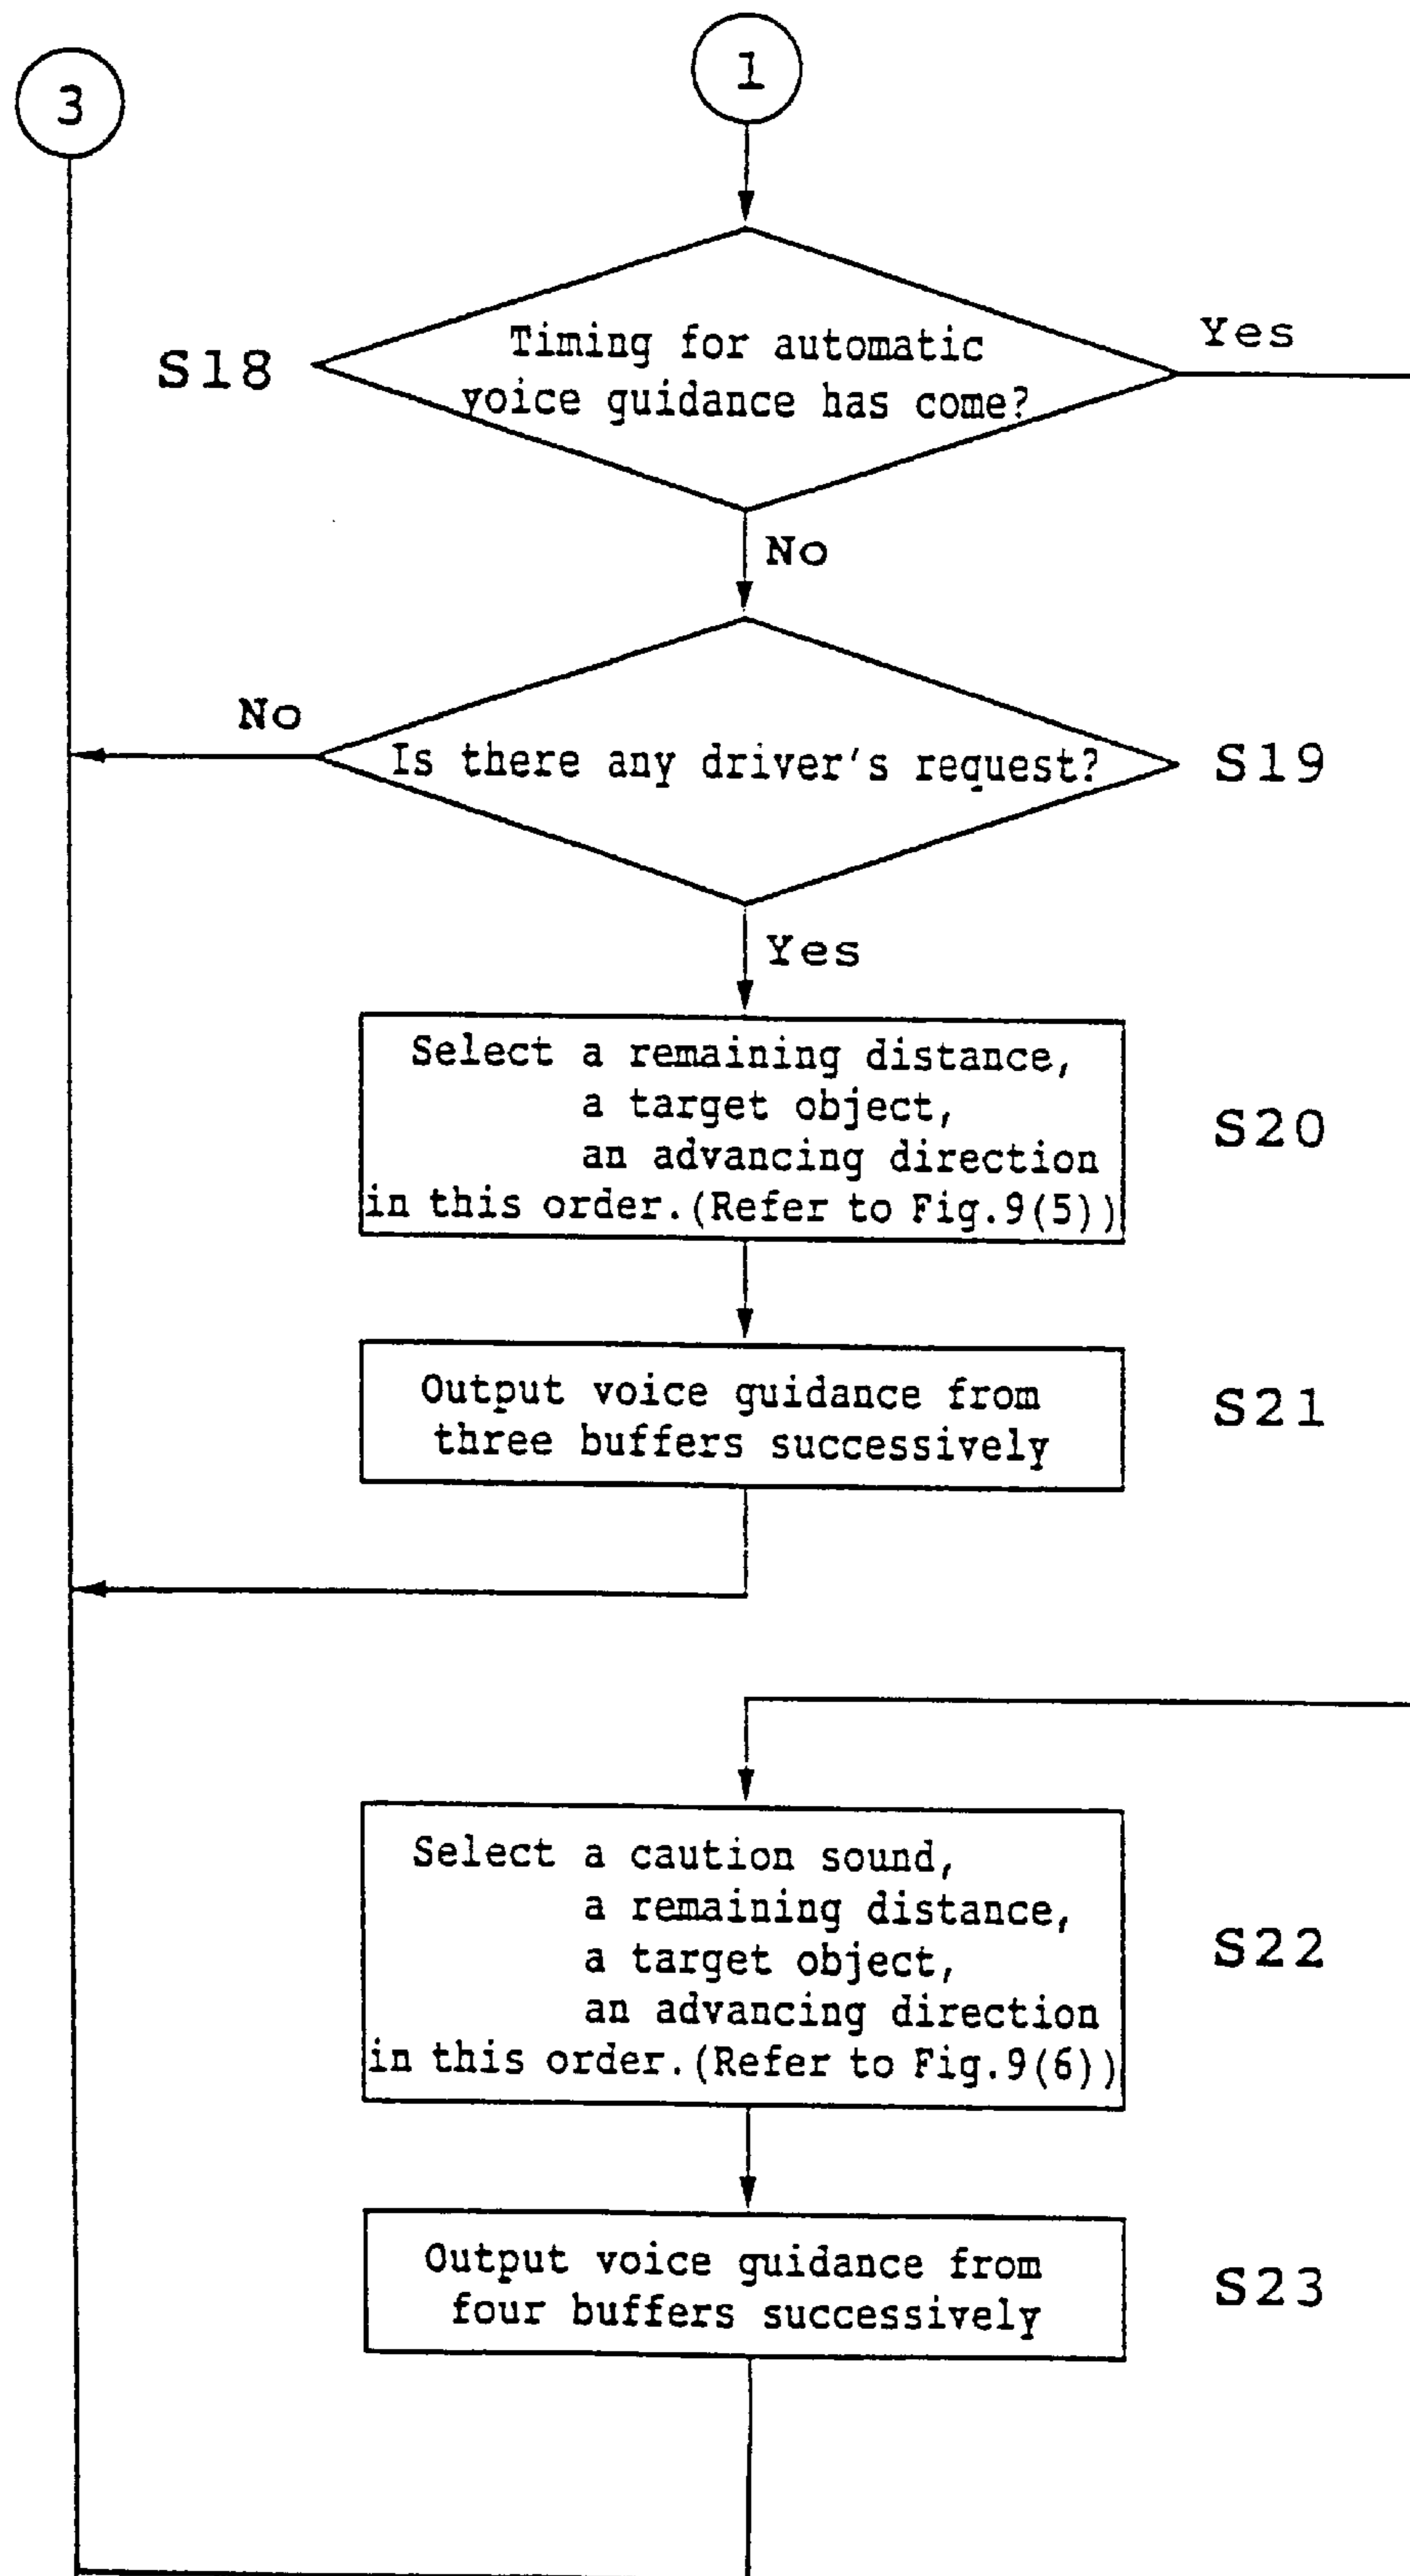 3
1
S18
Timing for automatic
voice guidance has come?
Yes
No
No
Is there any driver's request?
S19
Yes
Select a remaining distance,
a target object,
an advancing direction
in this order.(Refer to Fig.9(5))
S20
Output voice guidance from
three buffers successively
S21
Select a caution sound,
a remaining distance,
a target object,
an advancing direction
in this order.(Refer to Fig.9(6))
S22
Output voice guidance from
four buffers successively
S23